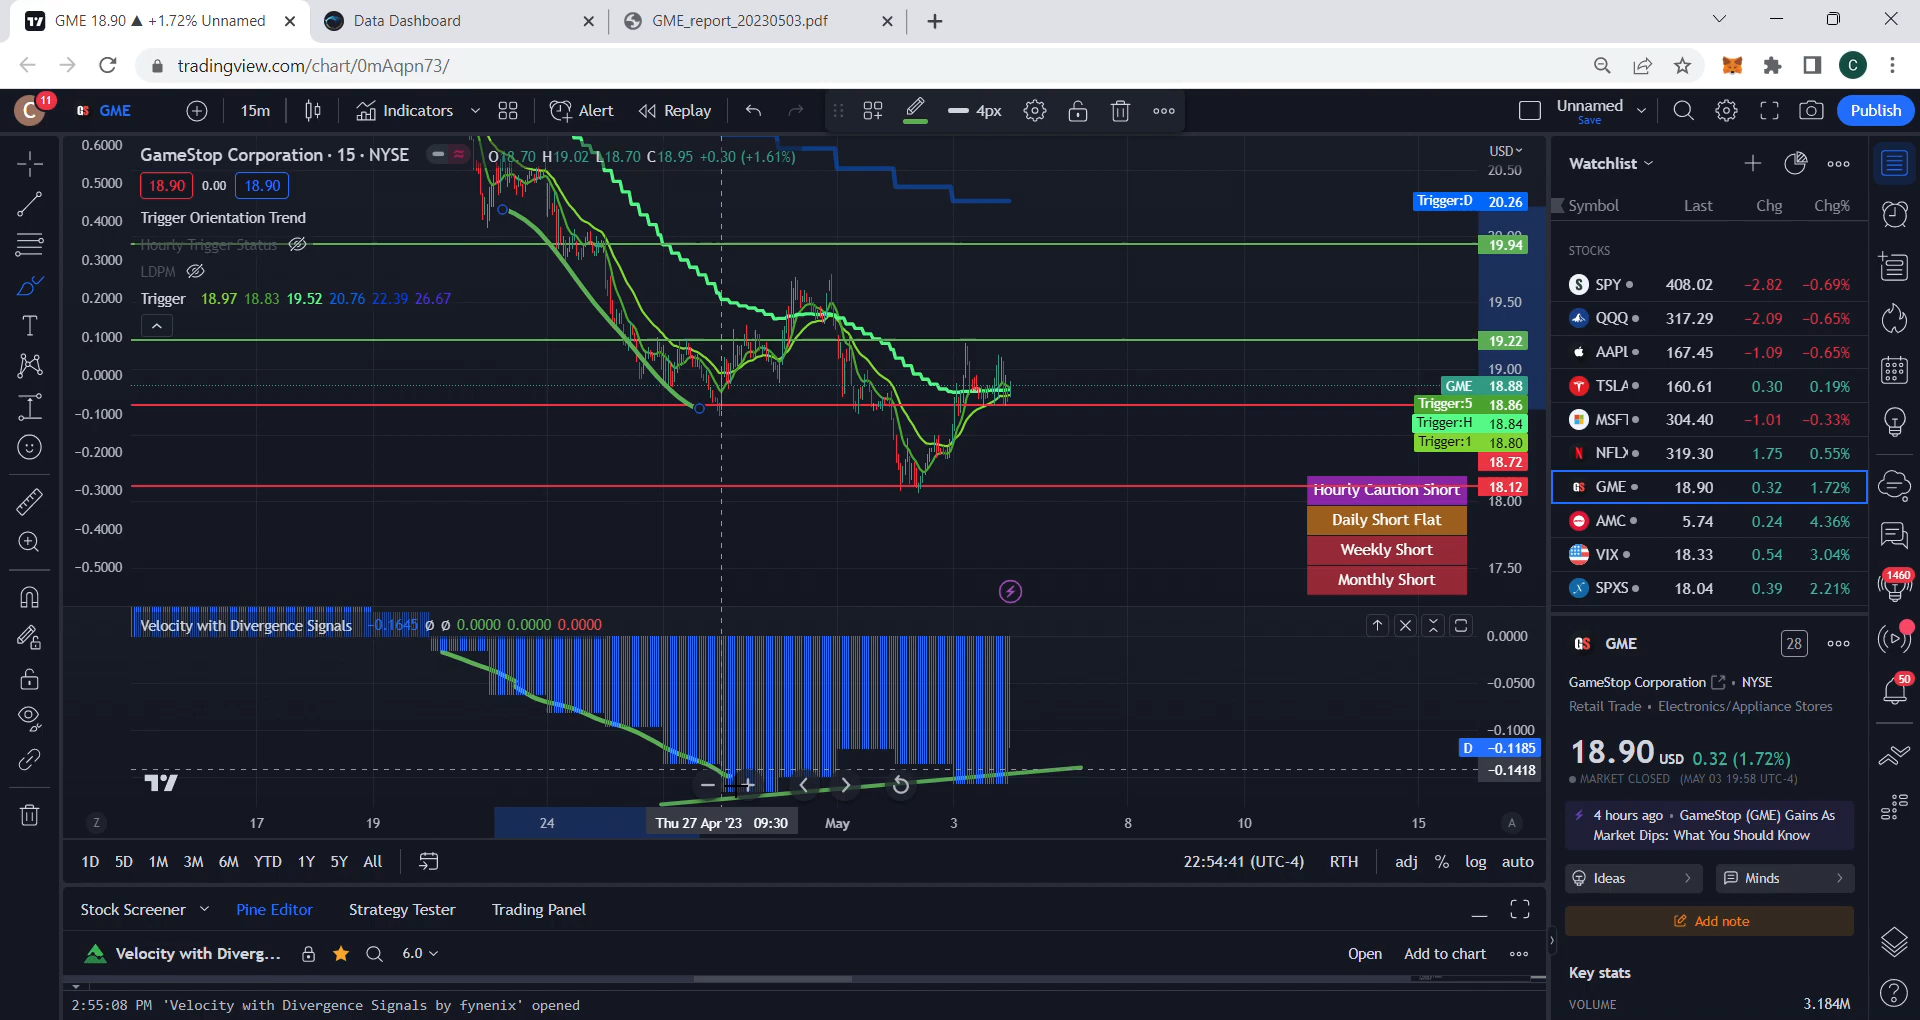 GME 18.90 ▲ +1.72% Unnamed
Data Dashboard
GME_report_20230503.pdf
tradingview.com/chart/0mAqpn73/
C
C
11
GS GME
15m
Indicators
Alert
Replay
4px
Unnamed
Save
Publish
GameStop Corporation · 15 · NYSE
O18.70 H19.02 L18.70 C18.95 +0.30 (+1.61%)
18.90 0.00 18.90
Trigger Orientation Trend
Hourly Trigger Status
LDPM
Trigger 18.97 18.83 19.52 20.76 22.39 26.67
0.6000
0.5000
0.4000
0.3000
0.2000
0.1000
0.0000
−0.1000
−0.2000
−0.3000
−0.4000
−0.5000
USD
20.50
Trigger:D 20.26
20.00
19.94
19.50
19.22
19.00
GME 18.88
Trigger:5 18.86
Trigger:H 18.84
Trigger:1 18.80
18.72
18.12
18.00
17.50
Hourly Caution Short
Daily Short Flat
Weekly Short
Monthly Short
Velocity with Divergence Signals −0.1645 ø ø 0.0000 0.0000 0.0000
0.0000
−0.0500
−0.1000
D −0.1185
−0.1418
Z
17
19
24
Thu 27 Apr '23 09:30
May
3
8
10
15
A
1D 5D 1M 3M 6M YTD 1Y 5Y All
22:54:41 (UTC-4) RTH adj % log auto
Stock Screener Pine Editor Strategy Tester Trading Panel
Velocity with Diverg... 6.0
Open Add to chart
2:55:08 PM 'Velocity with Divergence Signals by fynenix' opened
Watchlist
Symbol Last Chg Chg%
STOCKS
S SPY 408.02 −2.82 −0.69%
QQQ 317.29 −2.09 −0.65%
AAPL 167.45 −1.09 −0.65%
TSLA 160.61 0.30 0.19%
MSFT 304.40 −1.01 −0.33%
N NFLX 319.30 1.75 0.55%
GS GME 18.90 0.32 1.72%
AMC 5.74 0.24 4.36%
VIX 18.33 0.54 3.04%
SPXS 18.04 0.39 2.21%
GS GME
28
GameStop Corporation · NYSE
Retail Trade • Electronics/Appliance Stores
18.90 USD 0.32 (1.72%)
MARKET CLOSED (MAY 03 19:58 UTC-4)
4 hours ago • GameStop (GME) Gains As
Market Dips: What You Should Know
Ideas
Minds
Add note
Key stats
VOLUME 3.184M
1460
50